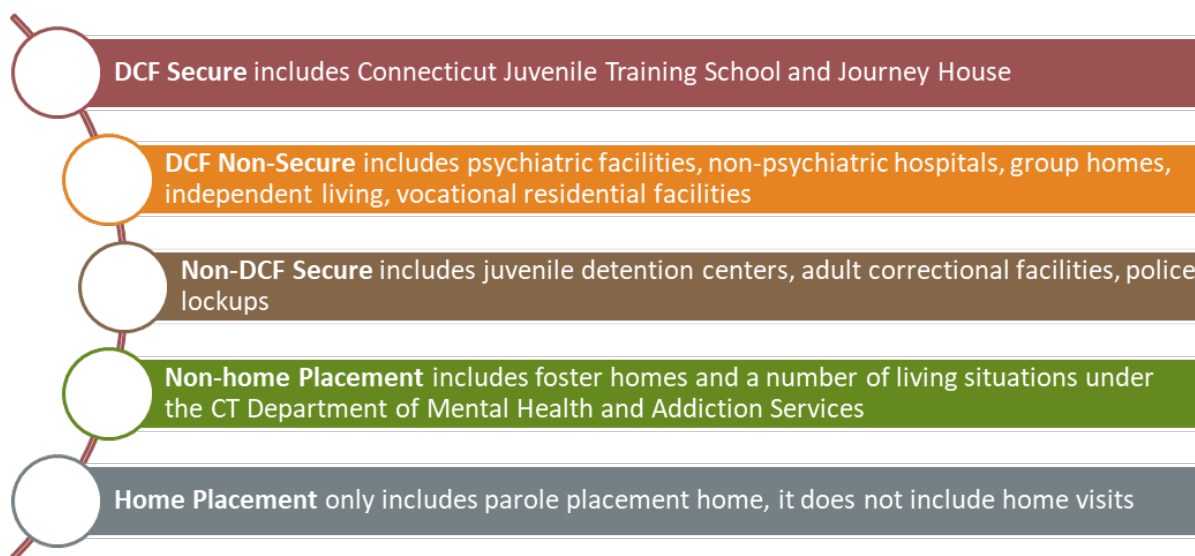 DCF Secure includes Connecticut Juvenile Training School and Journey House
DCF Non-Secure includes psychiatric facilities, non-psychiatric hospitals, group homes,
independent living, vocational residential facilities
Non-DCF Secure includes juvenile detention centers, adult correctional facilities, police
lockups
Non-home Placement includes foster homes and a number of living situations under
the CT Department of Mental Health and Addiction Services
Home Placement only includes parole placement home, it does not include home visits